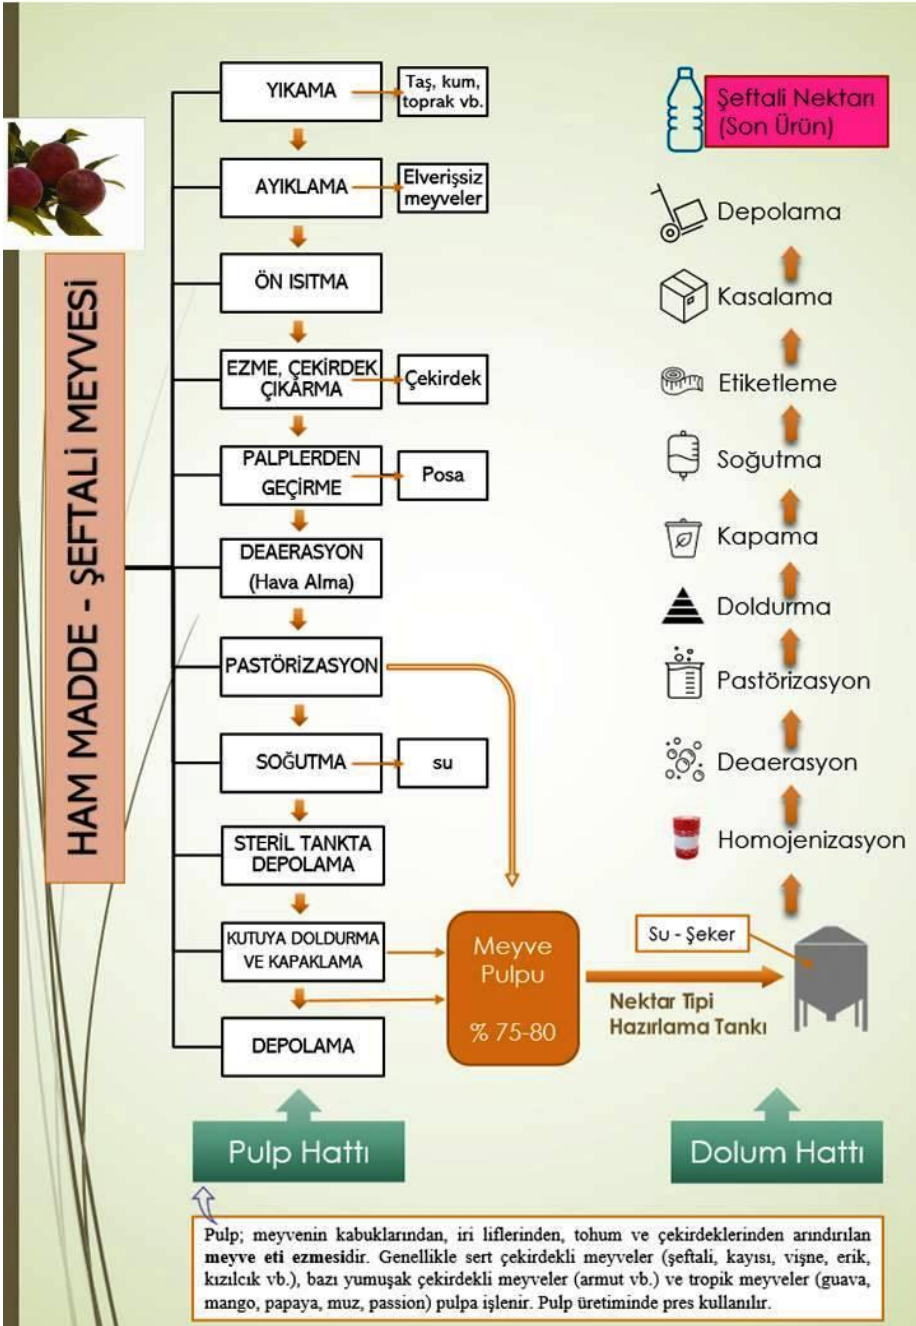 HAM MADDE - ŞEFTALİ MEYVESİ
YIKAMA
Taş, kum,
toprak vb.
AYIKLAMA
Elverişsiz
meyveler
ÖN ISITMA
EZME, ÇEKİRDEK
ÇIKARMA
Çekirdek
PALPLERDEN
GEÇİRME
Posa
DEAERASYON
(Hava Alma)
PASTÖRİZASYON
SOĞUTMA
su
STERİL TANKTA
DEPOLAMA
KUTUYA DOLDURMA
VE KAPAKLAMA
DEPOLAMA
Meyve
Pulpu
% 75-80
Nektar Tipi
Hazırlama Tankı
Su - Şeker
Şeftali Nektarı
(Son Ürün)
Depolama
Kasalama
Etiketleme
Soğutma
Kapama
Doldurma
Pastörizasyon
Deaerasyon
Homojenizasyon
Pulp Hattı
Dolum Hattı
Pulp; meyvenin kabuklarından, iri liflerinden, tohum ve çekirdeklerinden arındırılan
meyve eti ezmesidir. Genellikle sert çekirdekli meyveler (şeftali, kayısı, vişne, erik,
kızılcık vb.), bazı yumuşak çekirdekli meyveler (armut vb.) ve tropik meyveler (guava,
mango, papaya, muz, passion) pulpa işlenir. Pulp üretiminde pres kullanılır.